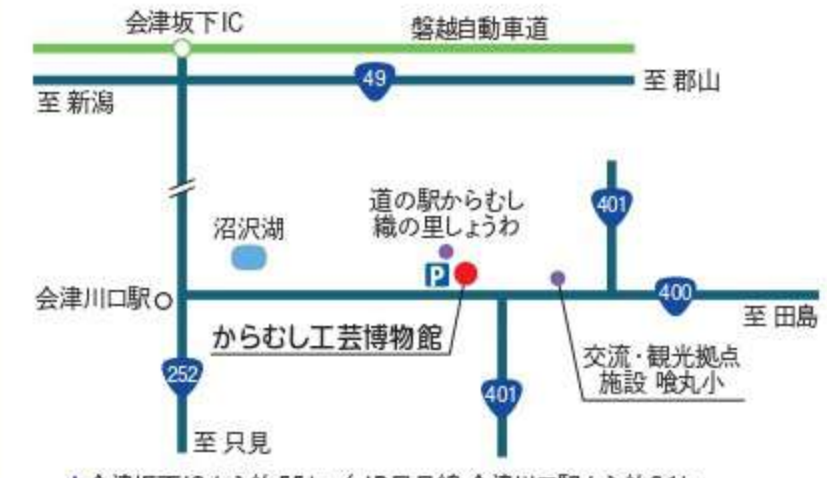 会津坂下IC
磐越自動車道
49
至 郡山
至 新潟
401
道の駅からむし
織の里しょうわ
沼沢湖
P
会津川口駅
400
至 田島
からむし工芸博物館
交流・観光拠点
施設 喰丸小
252
401
至 只見